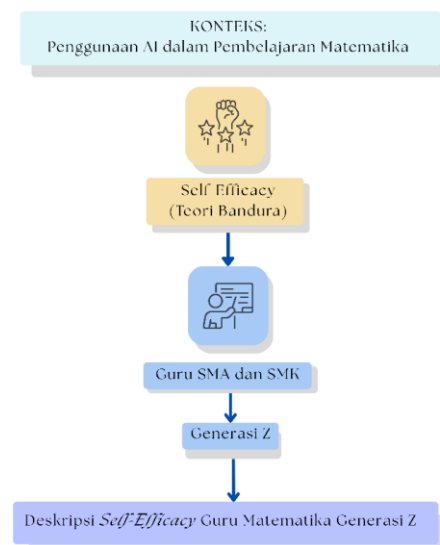 KONTEKS:
Penggunaan AI dalam Pembelajaran Matematika
Self Efficacy
(Teori Bandura)
Guru SMA dan SMK
Generasi Z
Deskripsi Self-Efficacy Guru Matematika Generasi Z